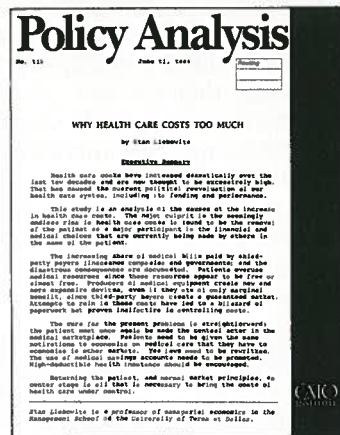 Policy Analysis
No.
June
Routing
WHY HEALTH CARE COSTS TOO MUCH
by Stan Liebowitz
Executive Summary
Health care costs have increased dramatically over the
last two decades and are now thought to be excessively high.
That has caused the current political reevaluation of our
health care system, including its funding and performance.
This study is an analysis of the causes of the increase
in health care costs. The major culprit in the seemingly
endless rise in health care costs is found to be the removal
of the patient as a major participant in the financial and
medical choices that are currently being made by others in
the name of the patient.
The increasing share of medical bills paid by third-
party payers (insurance companies and governments) and the
disastrous consequences are documented. Patients overuse
medical resources since those resources appear to be free or
almost free. Producers of medical equipment create new and
more expensive devices, even if they are of only marginal
benefit, since third-party payers create a guaranteed market.
Attempts to rein in those costs have led to a blizzard of
paperwork but proven ineffective in controlling costs.
The cure for the present problems is straightforward:
the patient must once again be made the central actor in the
medical marketplace. Patients need to be given the same
motivations to economize on medical care that they have to
economize in other markets. Tax laws need to be rewritten.
The use of medical savings accounts needs to be promoted.
High-deductible health insurance should be encouraged.
Returning the patient, and normal market principles, to
center stage is all that is necessary to bring the costs of
health care under control.
Stan Liebowitz is a professor of managerial economics in the
Management School of the University of Texas at Dallas.
CATO
INSTITUTE